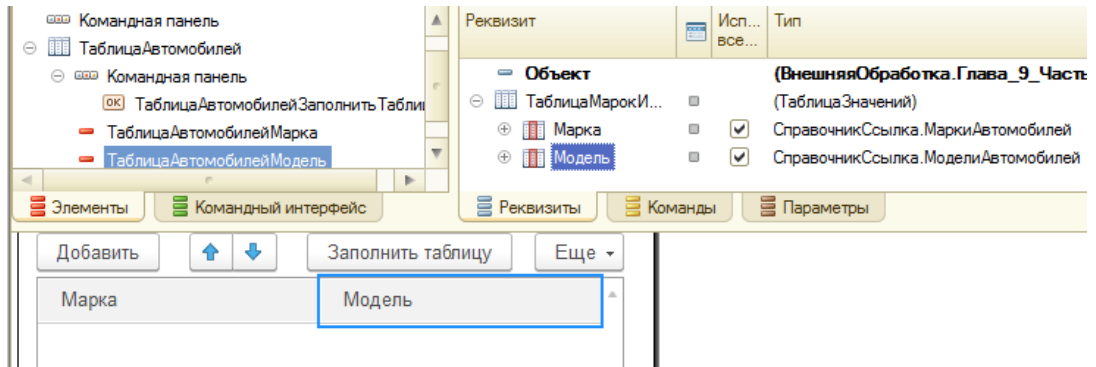 Командная панель
ТаблицаАвтомобилей
Командная панель
OK ТаблицаАвтомобилейЗаполнитьТабли
ТаблицаАвтомобилейМарка
ТаблицаАвтомобилейМодель
Элементы Командный интерфейс
Реквизит Исп... Тип
все...
Объект (ВнешняяОбработка.Глава_9_Часть
ТаблицаМарокИ... (ТаблицаЗначений)
Марка СправочникСсылка.МаркиАвтомобилей
Модель СправочникСсылка.МоделиАвтомобилей
Реквизиты Команды Параметры
Добавить Заполнить таблицу Еще
Марка Модель